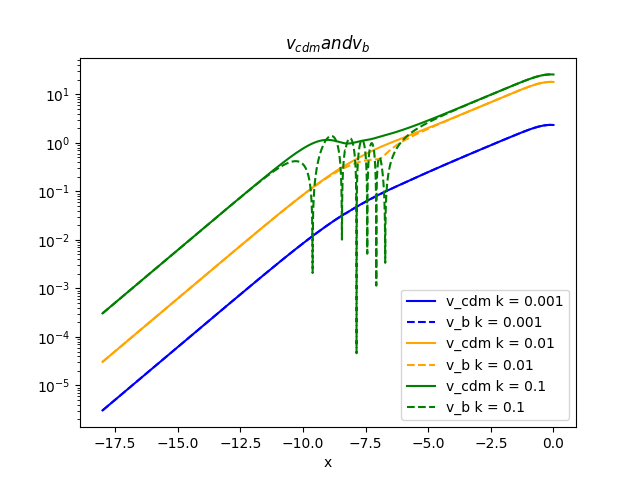 v_{cdm}andv_b
10^1
10^0
10^{-1}
10^{-2}
10^{-3}
10^{-4}
10^{-5}
v_cdm k = 0.001
v_b k = 0.001
v_cdm k = 0.01
v_b k = 0.01
v_cdm k = 0.1
v_b k = 0.1
−17.5 −15.0 −12.5 −10.0 −7.5 −5.0 −2.5 0.0
x